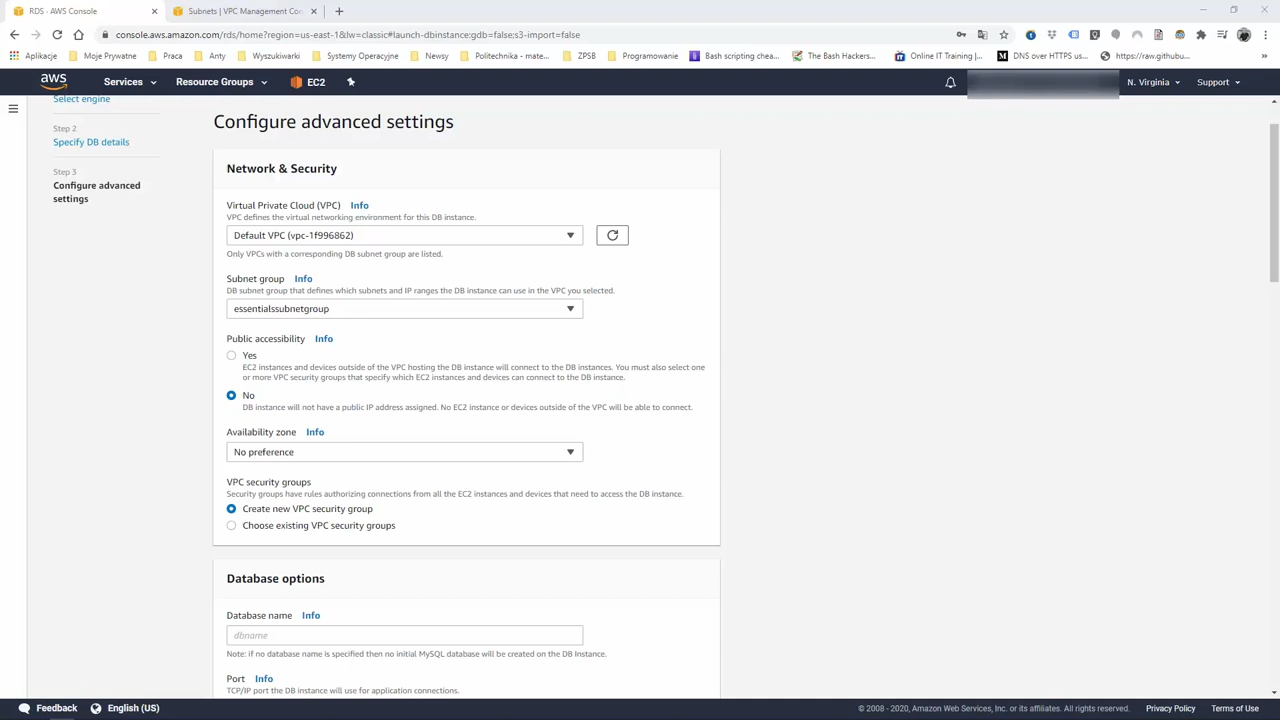 RDS - AWS Console
Subnets | VPC Management Con
console.aws.amazon.com/rds/home?region=us-east-1&lw=classic#launch-dbinstance:gdb=false;s3-import=false
Aplikacje Moje Prywatne Praca Anty Wyszukiwarki Systemy Operacyjne Newsy Politechnika - mate... ZPSB Programowanie Bash scripting chea... The Bash Hackers... Online IT Training |... DNS over HTTPS us... https://raw.githubu...
aws Services Resource Groups EC2 N. Virginia Support
Select engine
Step 2
Specify DB details
Step 3
Configure advanced
settings
Configure advanced settings
Network & Security
Virtual Private Cloud (VPC) Info
VPC defines the virtual networking environment for this DB instance.
Default VPC (vpc-1f996862)
Only VPCs with a corresponding DB subnet group are listed.
Subnet group Info
DB subnet group that defines which subnets and IP ranges the DB instance can use in the VPC you selected.
essentialssubnetgroup
Public accessibility Info
Yes
EC2 instances and devices outside of the VPC hosting the DB instance will connect to the DB instances. You must also select one
or more VPC security groups that specify which EC2 instances and devices can connect to the DB instance.
No
DB instance will not have a public IP address assigned. No EC2 instance or devices outside of the VPC will be able to connect.
Availability zone Info
No preference
VPC security groups
Security groups have rules authorizing connections from all the EC2 instances and devices that need to access the DB instance.
Create new VPC security group
Choose existing VPC security groups
Database options
Database name Info
dbname
Note: if no database name is specified then no initial MySQL database will be created on the DB Instance.
Port Info
TCP/IP port the DB instance will use for application connections.
Feedback English (US) © 2008 - 2020, Amazon Web Services, Inc. or its affiliates. All rights reserved. Privacy Policy Terms of Use